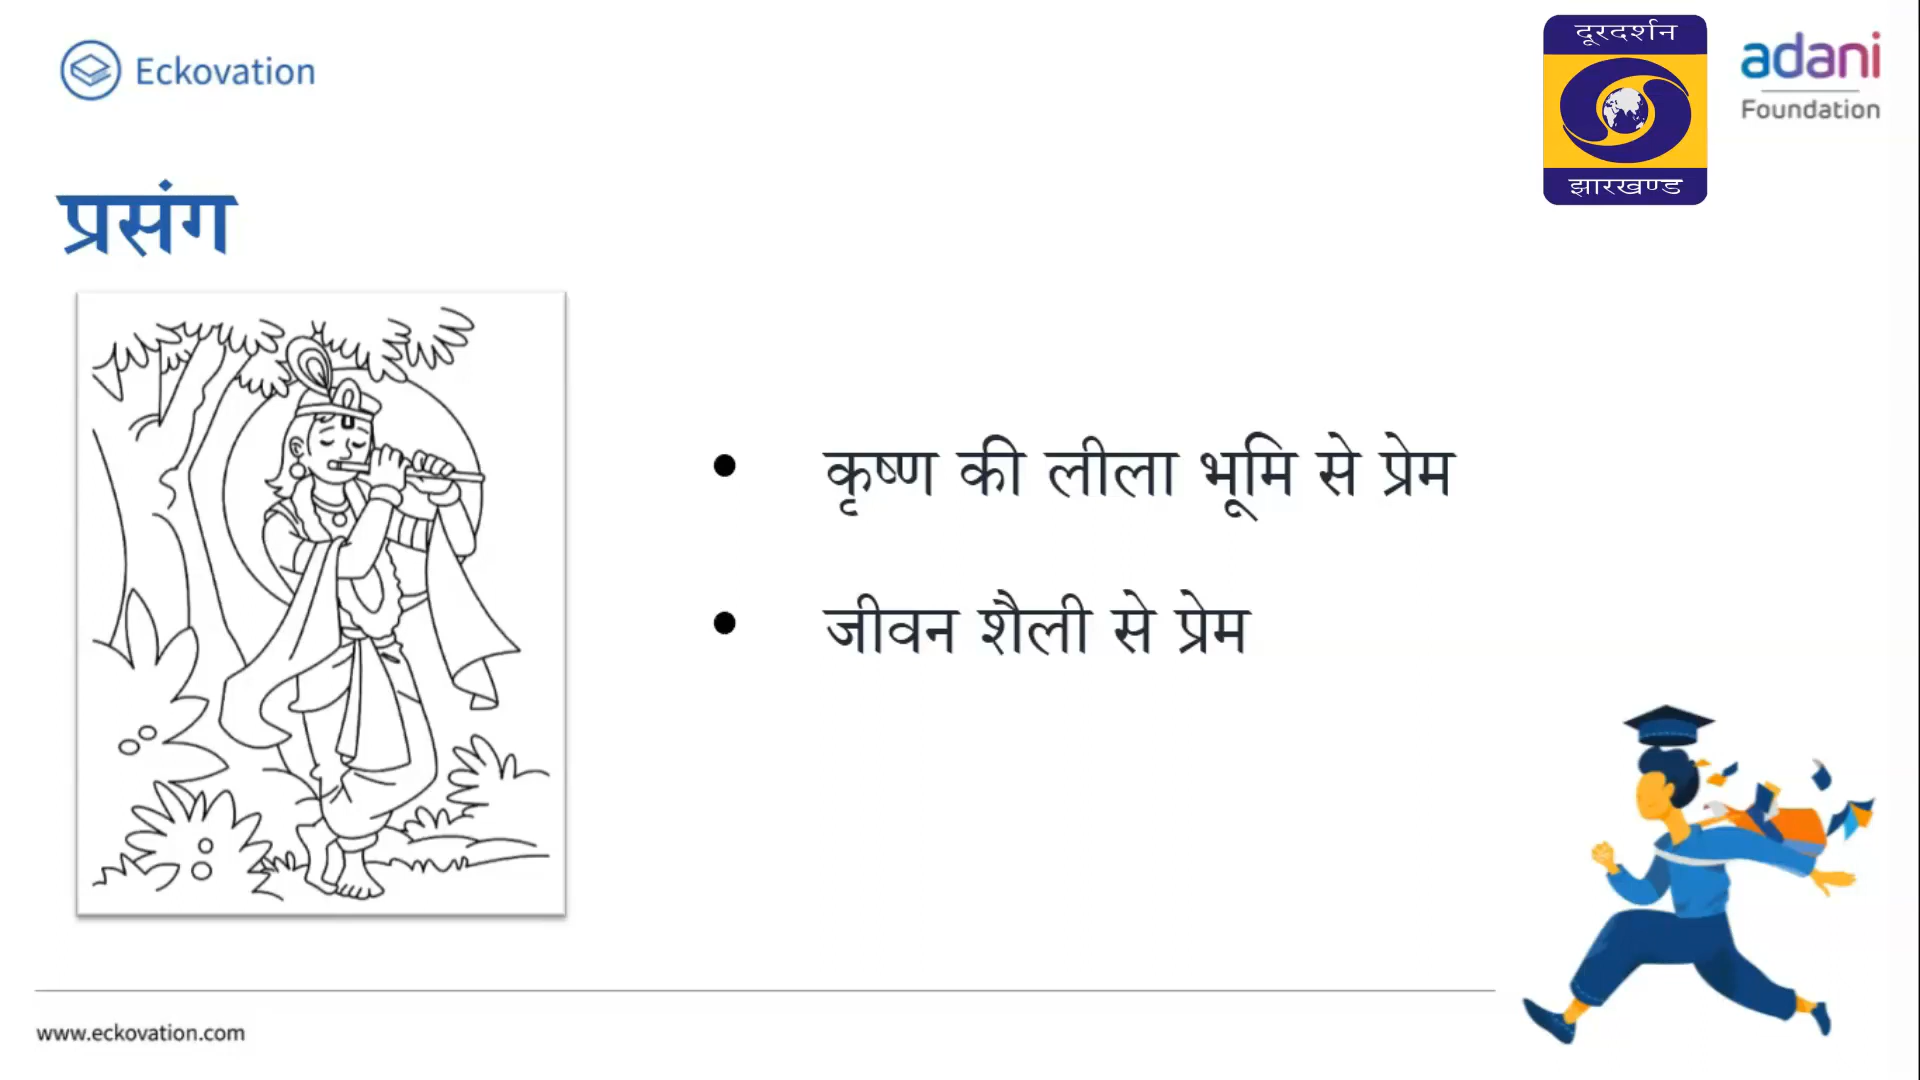 Eckovation
दूरदर्शन
झारखण्ड
adani
Foundation
प्रसंग
• कृष्ण की लीला भूमि से प्रेम
• जीवन शैली से प्रेम
www.eckovation.com